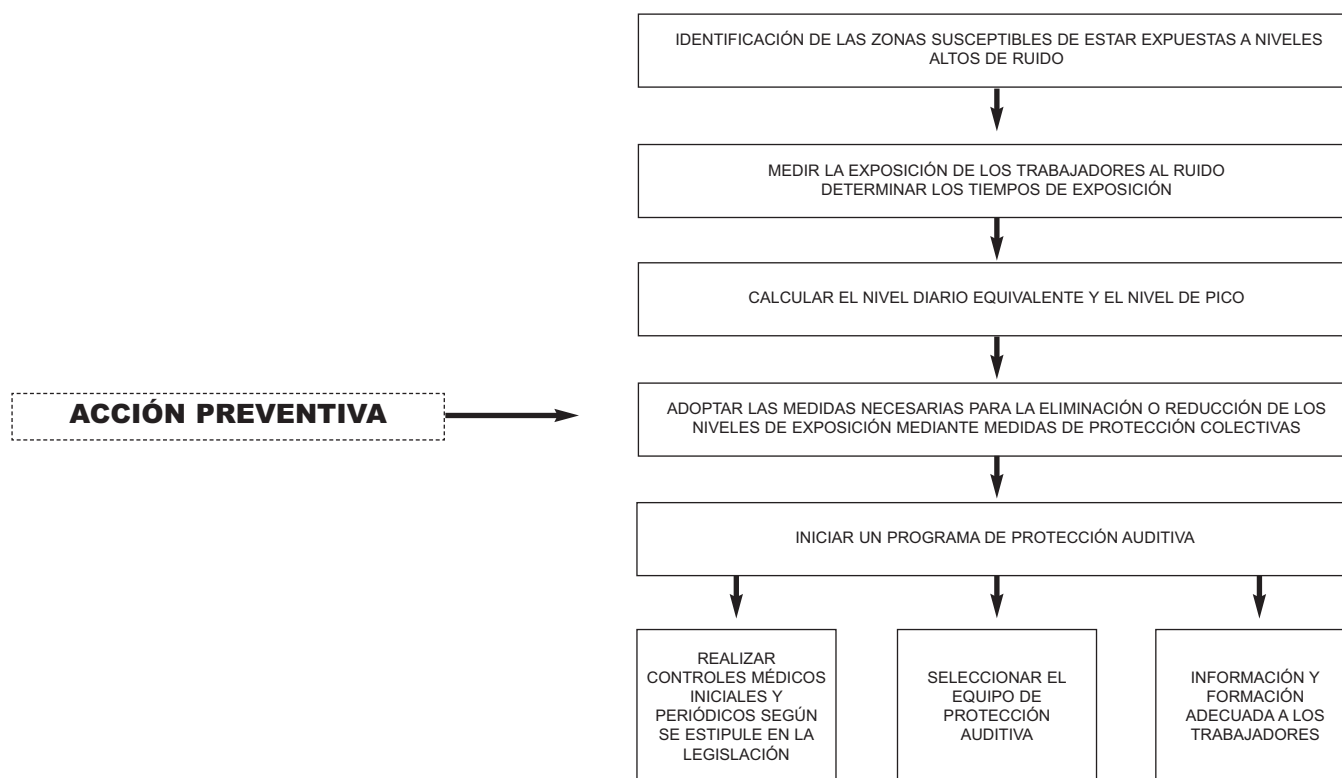 IDENTIFICACIÓN DE LAS ZONAS SUSCEPTIBLES DE ESTAR EXPUESTAS A NIVELES
ALTOS DE RUIDO
MEDIR LA EXPOSICIÓN DE LOS TRABAJADORES AL RUIDO
DETERMINAR LOS TIEMPOS DE EXPOSICIÓN
CALCULAR EL NIVEL DIARIO EQUIVALENTE Y EL NIVEL DE PICO
ACCIÓN PREVENTIVA
ADOPTAR LAS MEDIDAS NECESARIAS PARA LA ELIMINACIÓN O REDUCCIÓN DE LOS
NIVELES DE EXPOSICIÓN MEDIANTE MEDIDAS DE PROTECCIÓN COLECTIVAS
INICIAR UN PROGRAMA DE PROTECCIÓN AUDITIVA
REALIZAR
CONTROLES MÉDICOS
INICIALES Y
PERIÓDICOS SEGÚN
SE ESTIPULE EN LA
LEGISLACIÓN
SELECCIONAR EL
EQUIPO DE
PROTECCIÓN
AUDITIVA
INFORMACIÓN Y
FORMACIÓN
ADECUADA A LOS
TRABAJADORES